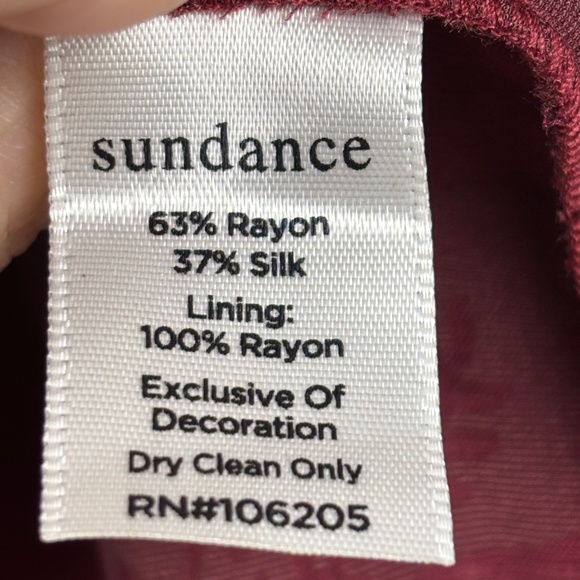 sundance
63% Rayon
37% Silk
Lining:
100% Rayon
Exclusive Of
Decoration
Dry Clean Only
RN#106205